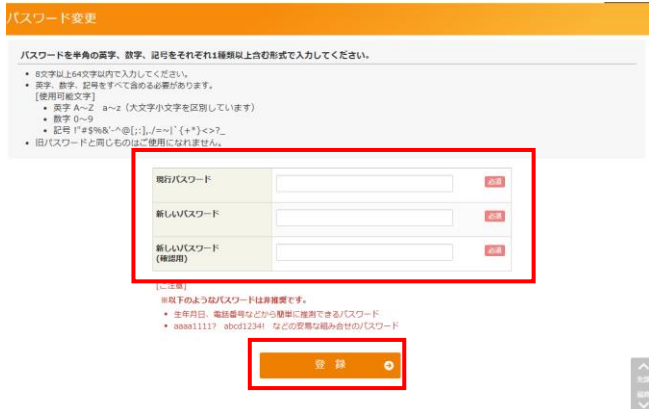 パスワード変更
パスワードを半角の英字、数字、記号をそれぞれ1種類以上含む形式で入力してください。
• 8文字以上64文字以内で入力してください。
• 英字、数字、記号をすべて含める必要があります。
[使用可能文字]
• 英字 A～Z a～z（大文字小文字を区別しています）
• 数字 0～9
• 記号 !"#$%&'-^@[;:],./=~|`{+*}<>?_
• 旧パスワードと同じものはご使用になれません。
現行パスワード 必須
新しいパスワード 必須
新しいパスワード 必須
(確認用)
[ご注意]
※以下のようなパスワードは非推奨です。
• 生年月日、電話番号などから簡単に推測できるパスワード
• aaaa1111? abcd1234! などの安易な組み合せのパスワード
登 録